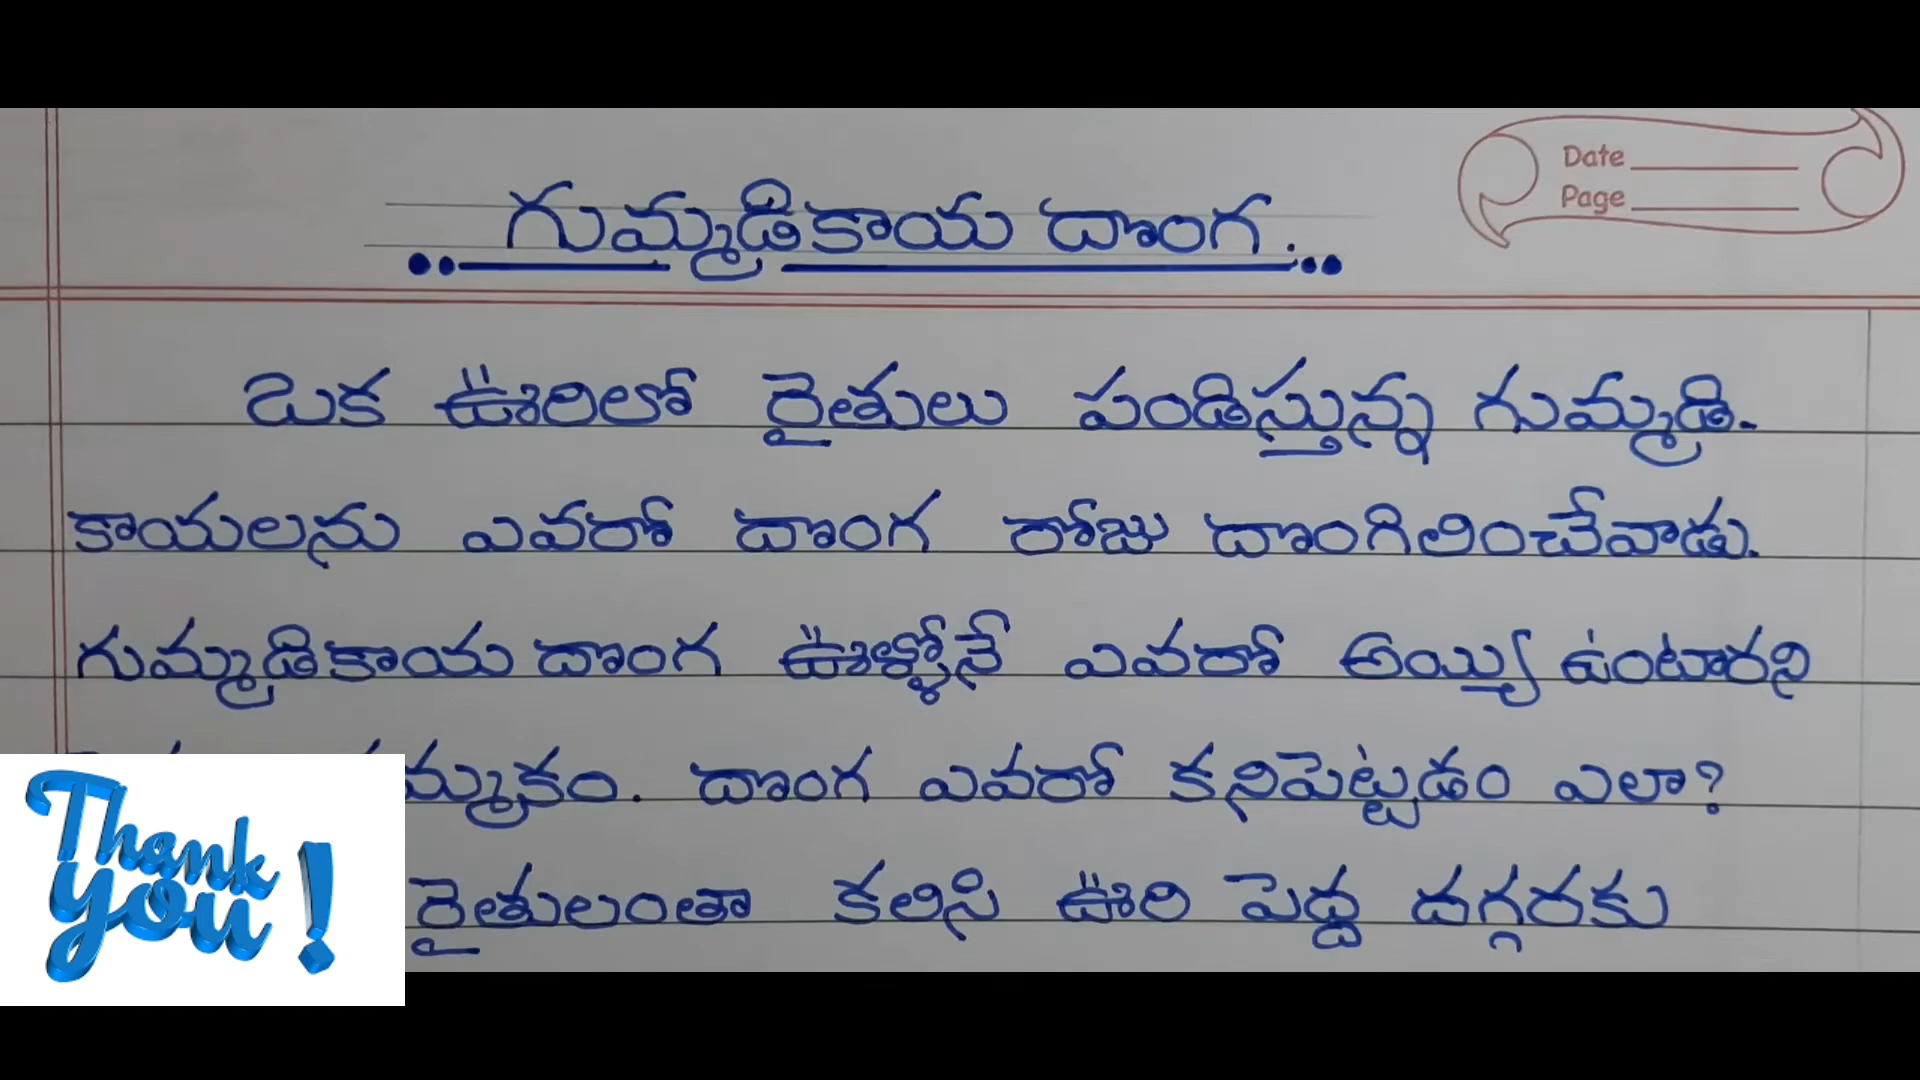 Date
Page
గుమ్మడికాయ దొంగ.
ఒక ఊరిలో రైతులు పండిస్తున్న గుమ్మడి-
కాయలను ఎవరో దొంగ రోజు దొంగిలించేవాడు.
గుమ్మడికాయ దొంగ ఊళ్ళోనే ఎవరో అయ్యి ఉంటారని
దొంగ ఎవరో కనిపెట్టడం ఎలా?
రైతులంతా కలిసి ఊరి పెద్ద దగ్గరకు
Thank
you!